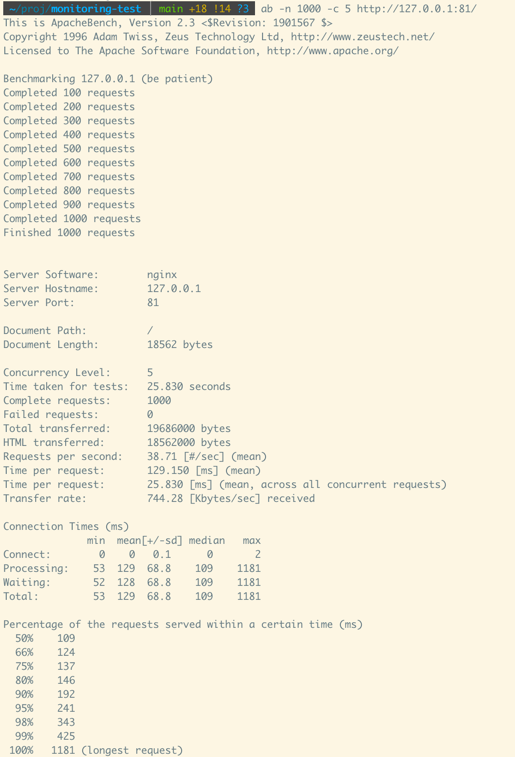 ~/proj/monitoring-test | main +18 !14 ?3 ab -n 1000 -c 5 http://127.0.0.1:81/
This is ApacheBench, Version 2.3 <$Revision: 1901567 $>
Copyright 1996 Adam Twiss, Zeus Technology Ltd, http://www.zeustech.net/
Licensed to The Apache Software Foundation, http://www.apache.org/

Benchmarking 127.0.0.1 (be patient)
Completed 100 requests
Completed 200 requests
Completed 300 requests
Completed 400 requests
Completed 500 requests
Completed 600 requests
Completed 700 requests
Completed 800 requests
Completed 900 requests
Completed 1000 requests
Finished 1000 requests

Server Software:        nginx
Server Hostname:        127.0.0.1
Server Port:            81

Document Path:          /
Document Length:        18562 bytes

Concurrency Level:      5
Time taken for tests:   25.830 seconds
Complete requests:      1000
Failed requests:        0
Total transferred:      19686000 bytes
HTML transferred:       18562000 bytes
Requests per second:    38.71 [#/sec] (mean)
Time per request:       129.150 [ms] (mean)
Time per request:       25.830 [ms] (mean, across all concurrent requests)
Transfer rate:          744.28 [Kbytes/sec] received

Connection Times (ms)
              min  mean[+/-sd] median   max
Connect:        0    0   0.1      0       2
Processing:    53  129  68.8    109    1181
Waiting:       52  128  68.8    109    1181
Total:         53  129  68.8    109    1181

Percentage of the requests served within a certain time (ms)
  50%    109
  66%    124
  75%    137
  80%    146
  90%    192
  95%    241
  98%    343
  99%    425
 100%   1181 (longest request)